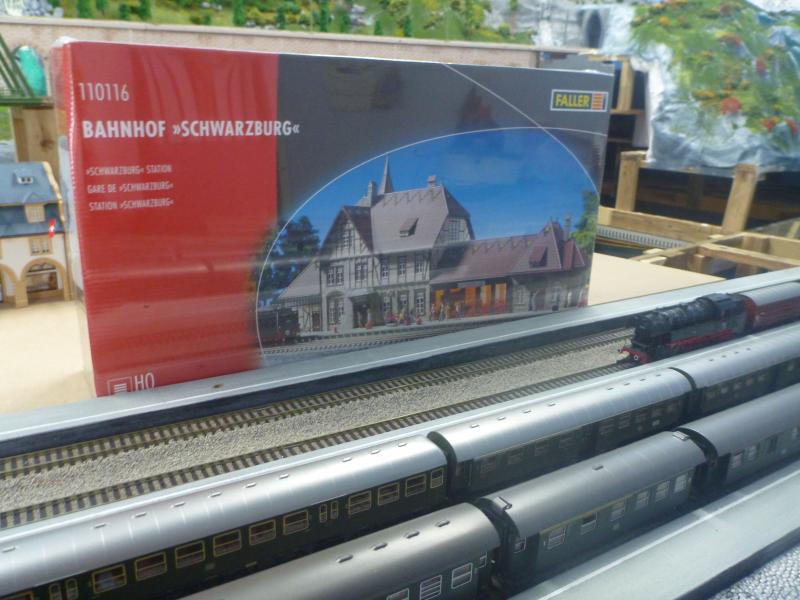 110116
BAHNHOF »SCHWARZBURG«
»SCHWARZBURG« STATION
GARE DE »SCHWARZBURG«
STATION »SCHWARZBURG«
FALLER
H0